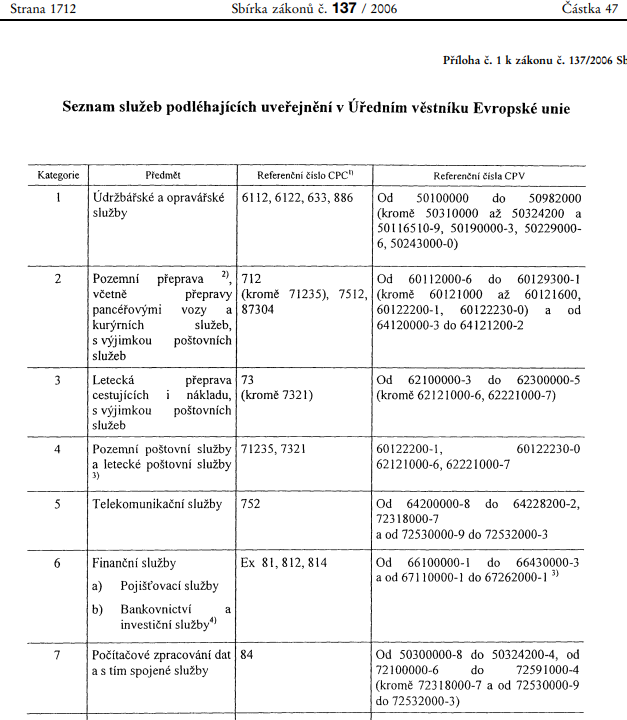 Strana 1712 Sbírka zákonů č. 137 / 2006 Částka 47
Příloha č. 1 k zákonu č. 137/2006 Sb
Seznam služeb podléhajících uveřejnění v Úředním věstníku Evropské unie
Kategorie Předmět Referenční číslo CPC1) Referenční čísla CPV
1 Údržbářské a opravářské 6112, 6122, 633, 886 Od 50100000 do 50982000
služby (kromě 50310000 až 50324200 a
50116510-9, 50190000-3, 50229000-
6, 50243000-0)
2 Pozemní přeprava 2), 712 Od 60112000-6 do 60129300-1
včetně přepravy (kromě 71235), 7512, (kromě 60121000 až 60121600,
pancéřovými vozy a 87304 60122200-1, 60122230-0) a od
kurýrních služeb, 64120000-3 do 64121200-2
s výjimkou poštovních
služeb
3 Letecká přeprava 73 Od 62100000-3 do 62300000-5
cestujících i nákladu, (kromě 7321) (kromě 62121000-6, 62221000-7)
s výjimkou poštovních
služeb
4 Pozemní poštovní služby 71235, 7321 60122200-1, 60122230-0
a letecké poštovní služby 62121000-6, 62221000-7
3)
5 Telekomunikační služby 752 Od 64200000-8 do 64228200-2,
72318000-7
a od 72530000-9 do 72532000-3
6 Finanční služby Ex 81, 812, 814 Od 66100000-1 do 66430000-3
a od 67110000-1 do 67262000-1 3)
a) Pojišťovací služby
b) Bankovnictví a
investiční služby4)
7 Počítačové zpracování dat 84 Od 50300000-8 do 50324200-4, od
a s tím spojené služby 72100000-6 do 72591000-4
(kromě 72318000-7 a od 72530000-9
do 72532000-3)